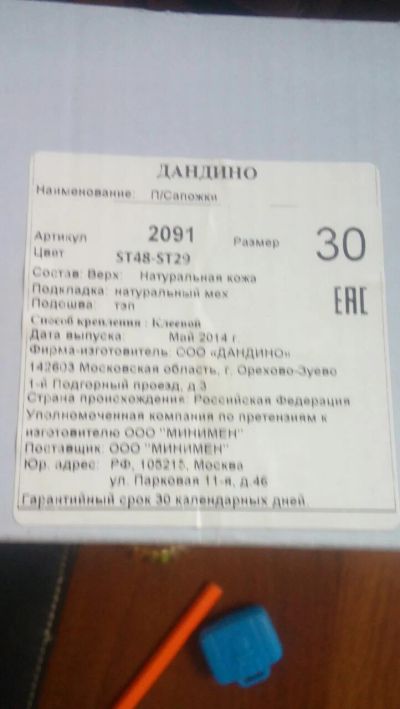 ДАНДИНО
Наименование: П/Сапожки
Артикул 2091 Размер 30
Цвет ST48-ST29
Состав: Верх: Натуральная кожа
Подкладка: натуральный мех
Подошва: тэп
EAC
Способ крепления : Клеевой
Дата выпуска: Май 2014 г.
Фирма-изготовитель: ООО «ДАНДИНО»
142603 Московская область, г. Орехово-Зуево
1-й Подгорный проезд, д.3
Страна происхождения: Российская Федерация
Уполномоченная компания по претензиям к
изготовителю ООО "МИНИМЕН"
Поставщик: ООО "МИНИМЕН"
Юр. адрес: РФ, 105215, Москва
ул. Парковая 11-я, д.46
Гарантийный срок 30 календарных дней.